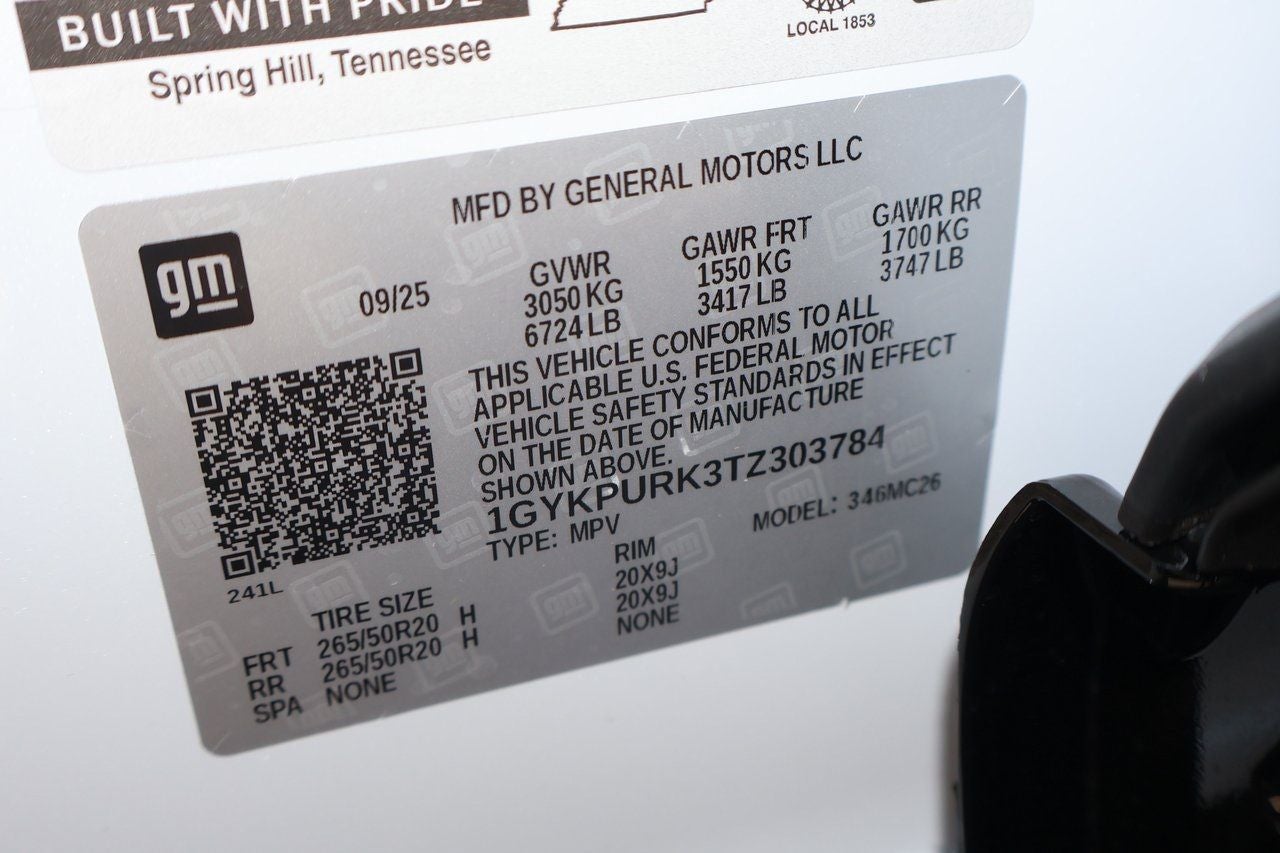 BUILT WITH PRIDE
Spring Hill, Tennessee
LOCAL 1853
MFD BY GENERAL MOTORS LLC
gm
09/25
GVWR
3050 KG
6724 LB
GAWR FRT
1550 KG
3417 LB
GAWR RR
1700 KG
3747 LB
THIS VEHICLE CONFORMS TO ALL
APPLICABLE U.S. FEDERAL MOTOR
VEHICLE SAFETY STANDARDS IN EFFECT
ON THE DATE OF MANUFACTURE
SHOWN ABOVE.
1GYKPURK3TZ303784
TYPE: MPV
MODEL: 346MC26
241L
TIRE SIZE
RIM
FRT 265/50R20 H 20X9J
RR 265/50R20 H 20X9J
SPA NONE NONE